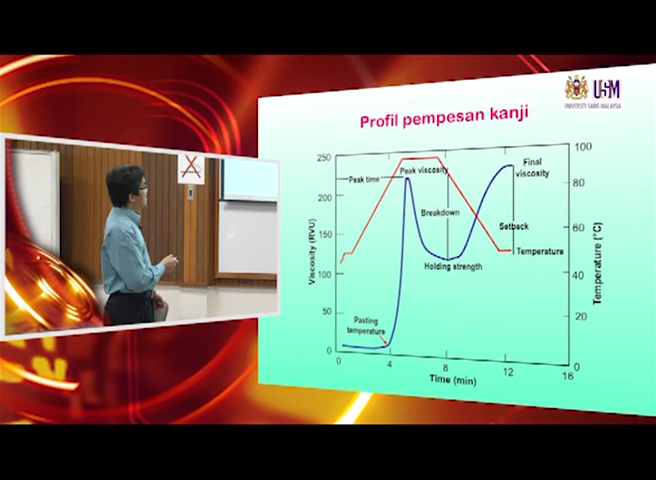 USM
UNIVERSITI SAINS MALAYSIA
Profil pempesan kanji
250
200
150
100
50
0
Viscosity (RVU)
Peak time
Peak viscosity
Final
viscosity
Breakdown
Setback
Temperature
Holding strength
Pasting
temperature
100
80
60
40
20
0
Temperature (°C)
0
4
8
12
16
Time (min)
A